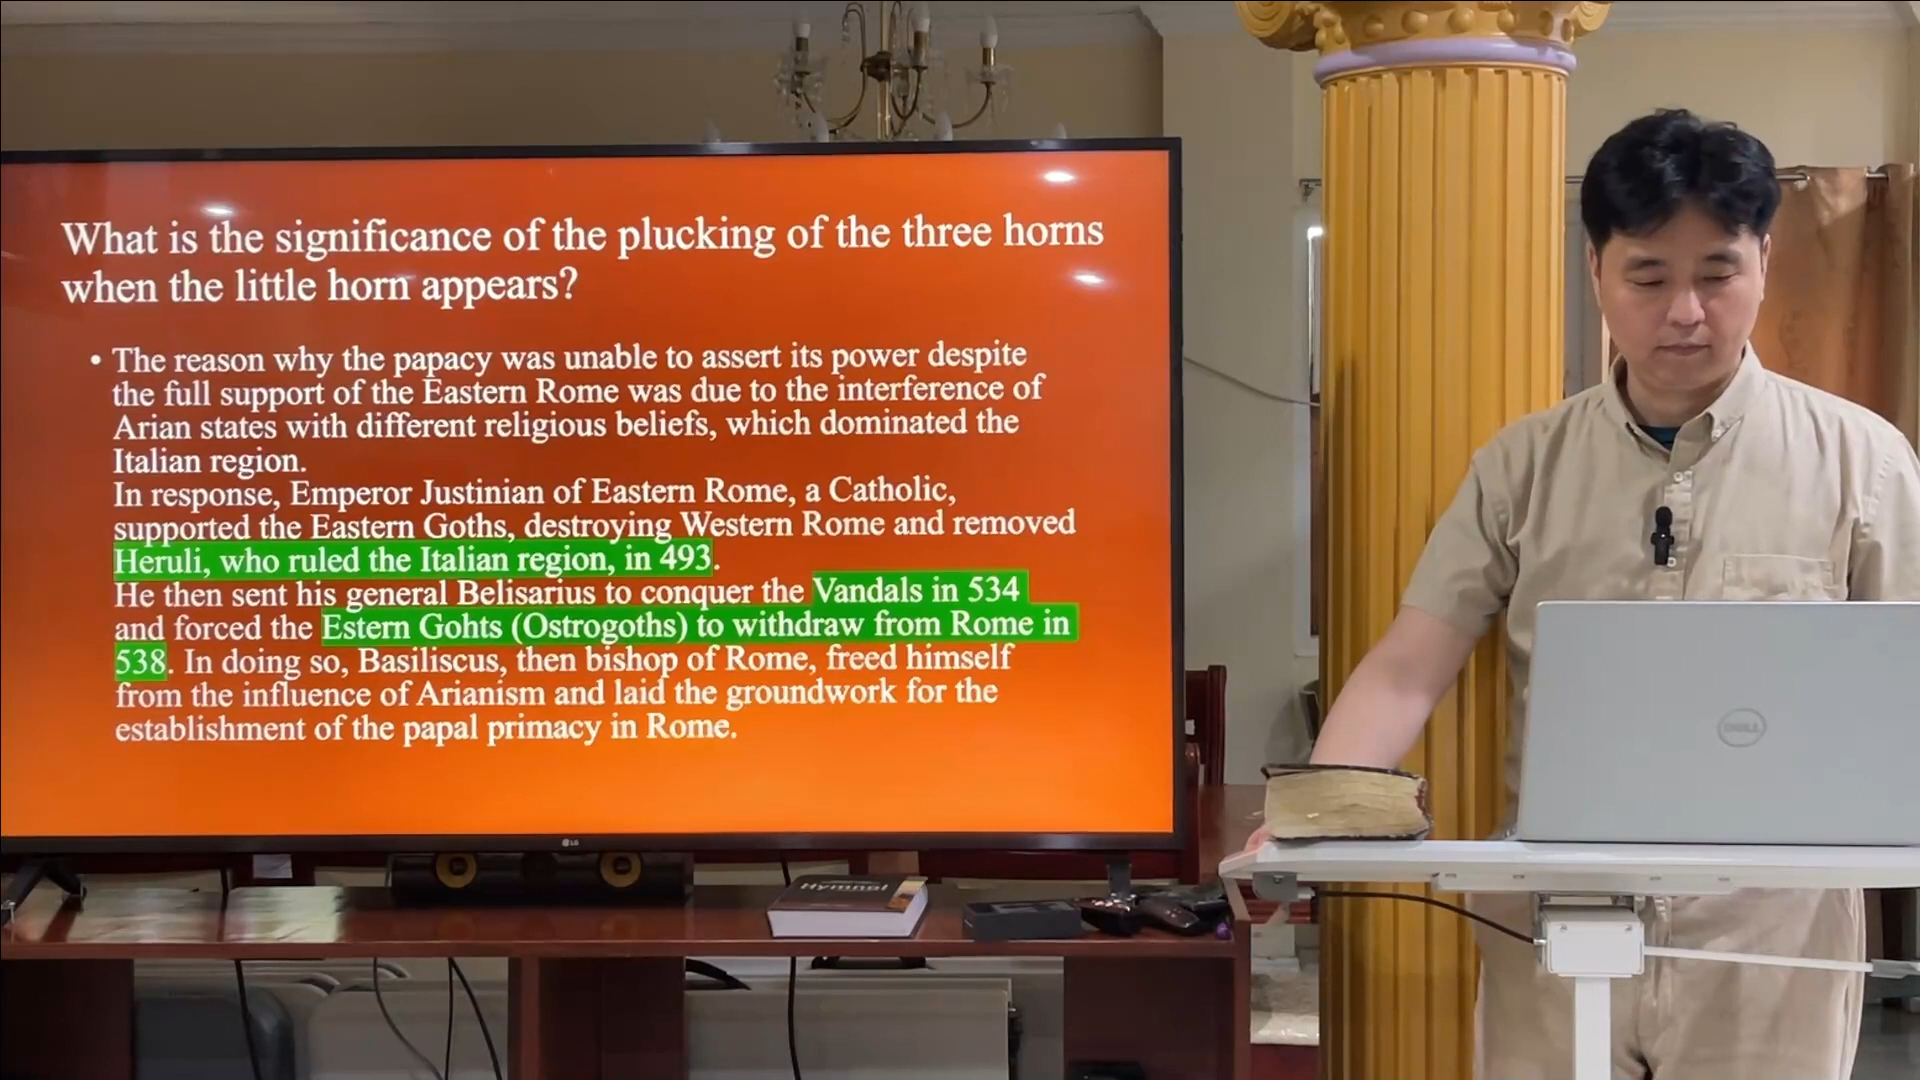 What is the significance of the plucking of the three horns
when the little horn appears?
• The reason why the papacy was unable to assert its power despite
the full support of the Eastern Rome was due to the interference of
Arian states with different religious beliefs, which dominated the
Italian region.
In response, Emperor Justinian of Eastern Rome, a Catholic,
supported the Eastern Goths, destroying Western Rome and removed
Heruli, who ruled the Italian region, in 493.
He then sent his general Belisarius to conquer the Vandals in 534
and forced the Estern Gohts (Ostrogoths) to withdraw from Rome in
538. In doing so, Basiliscus, then bishop of Rome, freed himself
from the influence of Arianism and laid the groundwork for the
establishment of the papal primacy in Rome.
LG
Hymnal
DELL